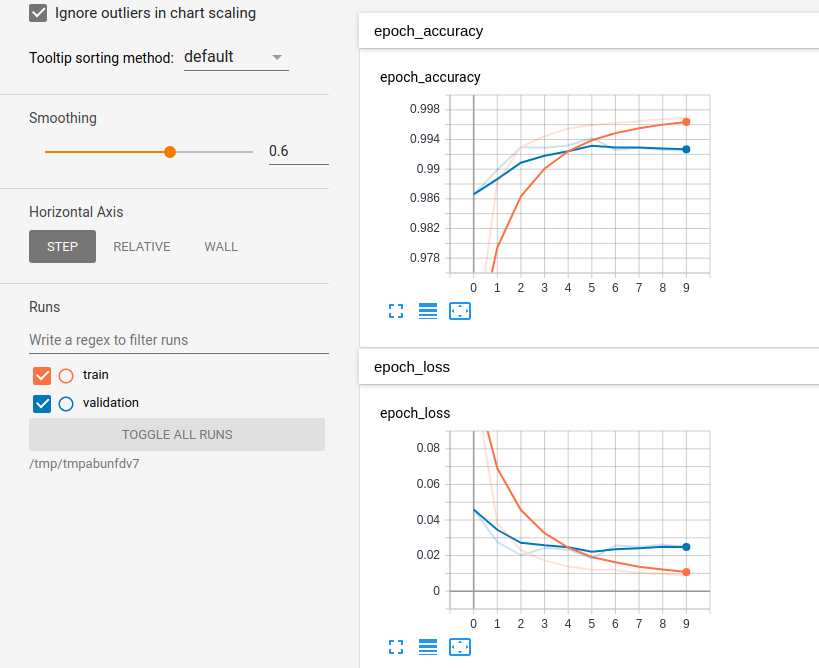 Ignore outliers in chart scaling
Tooltip sorting method: default
Smoothing
0.6
Horizontal Axis
STEP RELATIVE WALL
Runs
Write a regex to filter runs
train
validation
TOGGLE ALL RUNS
/tmp/tmpabunfdv7
epoch_accuracy
epoch_accuracy
0.998
0.994
0.99
0.986
0.982
0.978
0 1 2 3 4 5 6 7 8 9
epoch_loss
epoch_loss
0.08
0.06
0.04
0.02
0
0 1 2 3 4 5 6 7 8 9